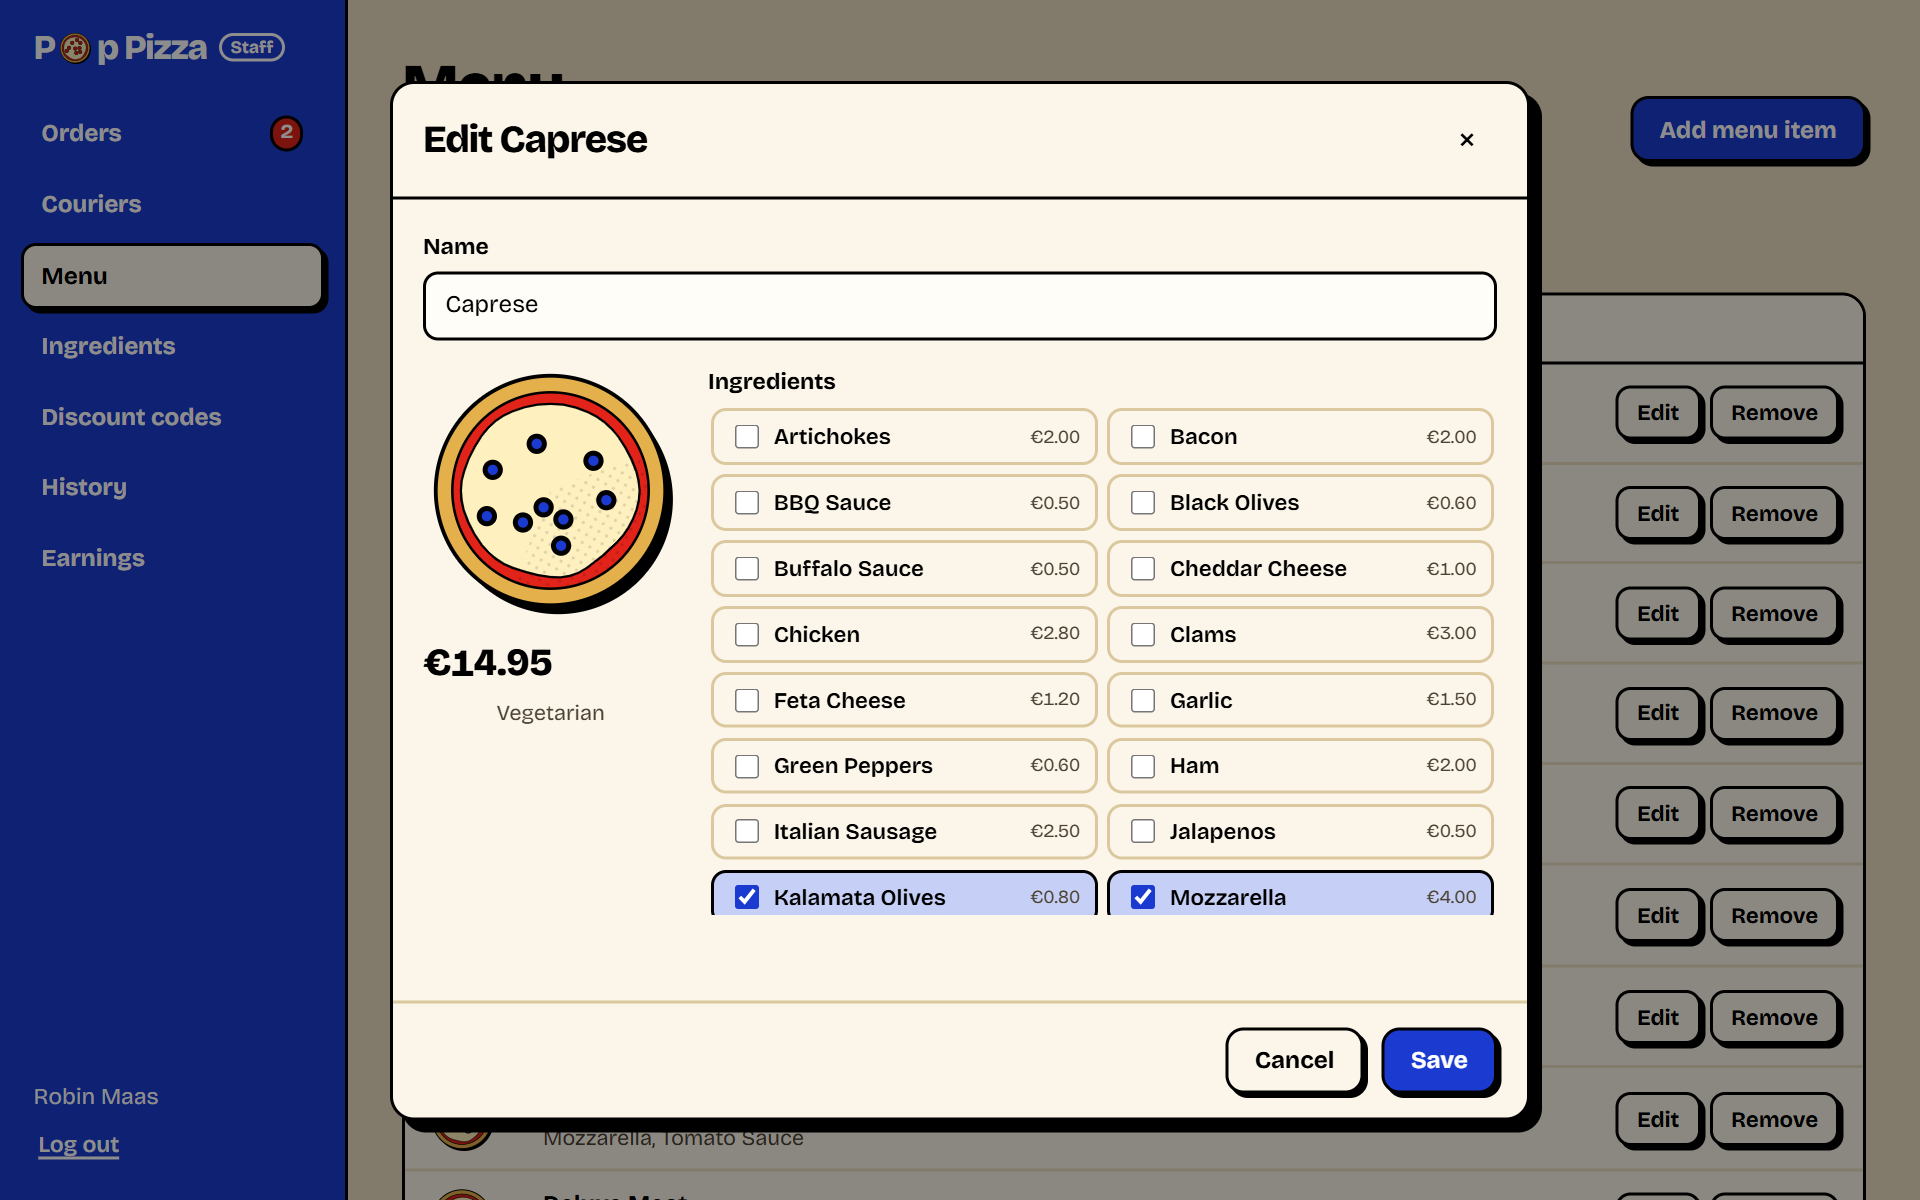 Pop Pizza Staff
Orders 2
Couriers
Menu
Ingredients
Discount codes
History
Earnings
Robin Maas
Log out
Menu
Add menu item
Edit Caprese
×
Name
Caprese
€14.95
Vegetarian
Ingredients
Artichokes €2.00
Bacon €2.00
BBQ Sauce €0.50
Black Olives €0.60
Buffalo Sauce €0.50
Cheddar Cheese €1.00
Chicken €2.80
Clams €3.00
Feta Cheese €1.20
Garlic €1.50
Green Peppers €0.60
Ham €2.00
Italian Sausage €2.50
Jalapenos €0.50
Kalamata Olives €0.80
Mozzarella €4.00
Cancel Save
Edit Remove
Edit Remove
Edit Remove
Edit Remove
Edit Remove
Edit Remove
Edit Remove
Edit Remove
Mozzarella, Tomato Sauce